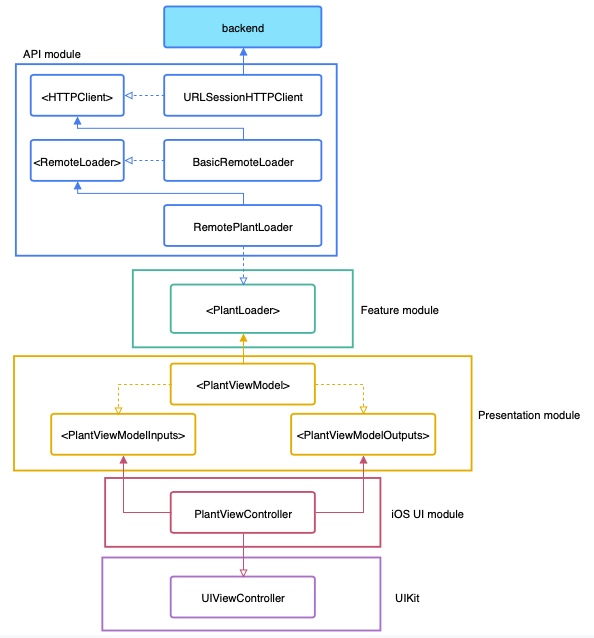 backend
API module
<HTTPClient>
URLSessionHTTPClient
<RemoteLoader>
BasicRemoteLoader
RemotePlantLoader
<PlantLoader>
Feature module
<PlantViewModel>
<PlantViewModelInputs>
<PlantViewModelOutputs>
Presentation module
PlantViewController
iOS UI module
UIViewController
UIKit